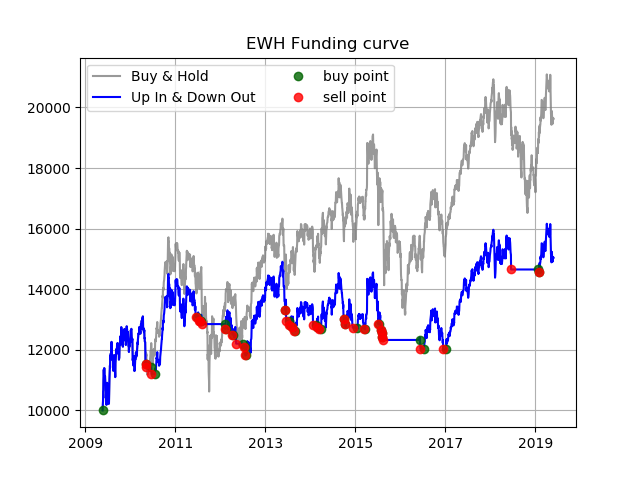 EWH Funding curve
Buy & Hold
Up In & Down Out
buy point
sell point
20000
18000
16000
14000
12000
10000
2009 2011 2013 2015 2017 2019